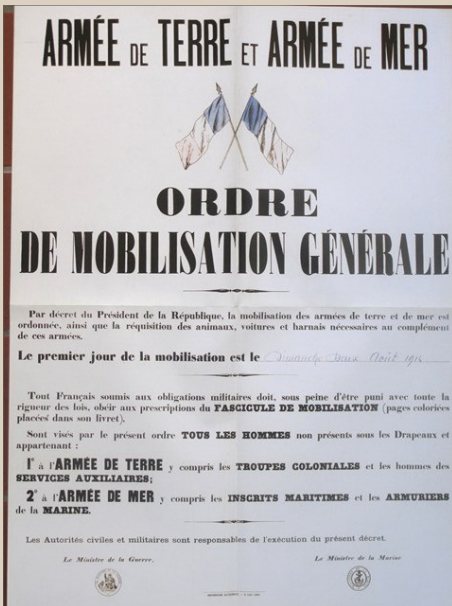 ARMÉE DE TERRE ET ARMÉE DE MER
ORDRE
DE MOBILISATION GÉNÉRALE
Par décret du Président de la République, la mobilisation des armées de terre et de mer est
ordonnée, ainsi que la réquisition des animaux, voitures et harnais nécessaires au complément
de ces armées.
Le premier jour de la mobilisation est le Dimanche Deux Août 1914
Tout Français soumis aux obligations militaires doit, sous peine d'être puni avec toute la
rigueur des lois, obéir aux prescriptions du FASCICULE DE MOBILISATION (pages coloriées
placées dans son livret).
Sont visés par le présent ordre TOUS LES HOMMES non présents sous les Drapeaux et
appartenant :
1° à l'ARMÉE DE TERRE y compris les TROUPES COLONIALES et les hommes des
SERVICES AUXILIAIRES;
2° à l'ARMÉE DE MER y compris les INSCRITS MARITIMES et les ARMURIERS
de la MARINE.
Les Autorités civiles et militaires sont responsables de l'exécution du présent décret.
Le Ministre de la Guerre,
Le Ministre de la Marine